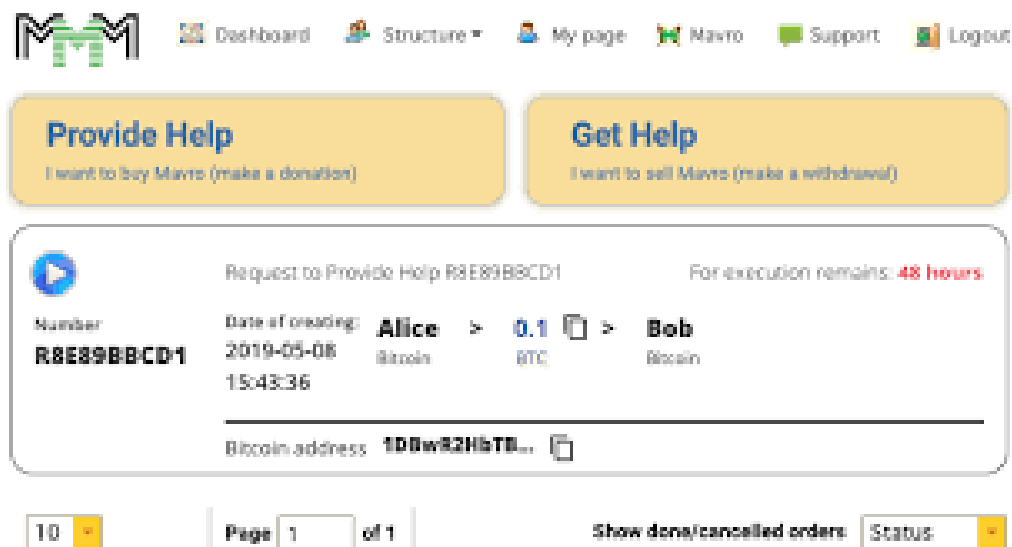 MMM Dashboard Structure My page Mavro Support Logout
Provide Help
I want to buy Mavro (make a donation)
Get Help
I want to sell Mavro (make a withdrawal)
Request to Provide Help R8E89BBCD1
For execution remains: 48 hours
Number
R8E89BBCD1
Date of creating:
2019-05-08
15:43:36
Alice > 0.1 > Bob
Bitcoin BTC Bitcoin
Bitcoin address 1DBwR2HbTB...
10 Page 1 of 1 Show done/cancelled orders Status